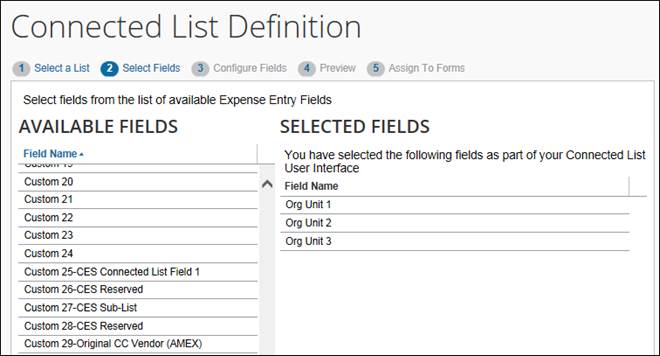 Connected List Definition
1 Select a List 2 Select Fields 3 Configure Fields 4 Preview 5 Assign To Forms
Select fields from the list of available Expense Entry Fields
AVAILABLE FIELDS
Field Name
Custom 19
Custom 20
Custom 21
Custom 22
Custom 23
Custom 24
Custom 25-CES Connected List Field 1
Custom 26-CES Reserved
Custom 27-CES Sub-List
Custom 28-CES Reserved
Custom 29-Original CC Vendor (AMEX)
SELECTED FIELDS
You have selected the following fields as part of your Connected List
User Interface
Field Name
Org Unit 1
Org Unit 2
Org Unit 3